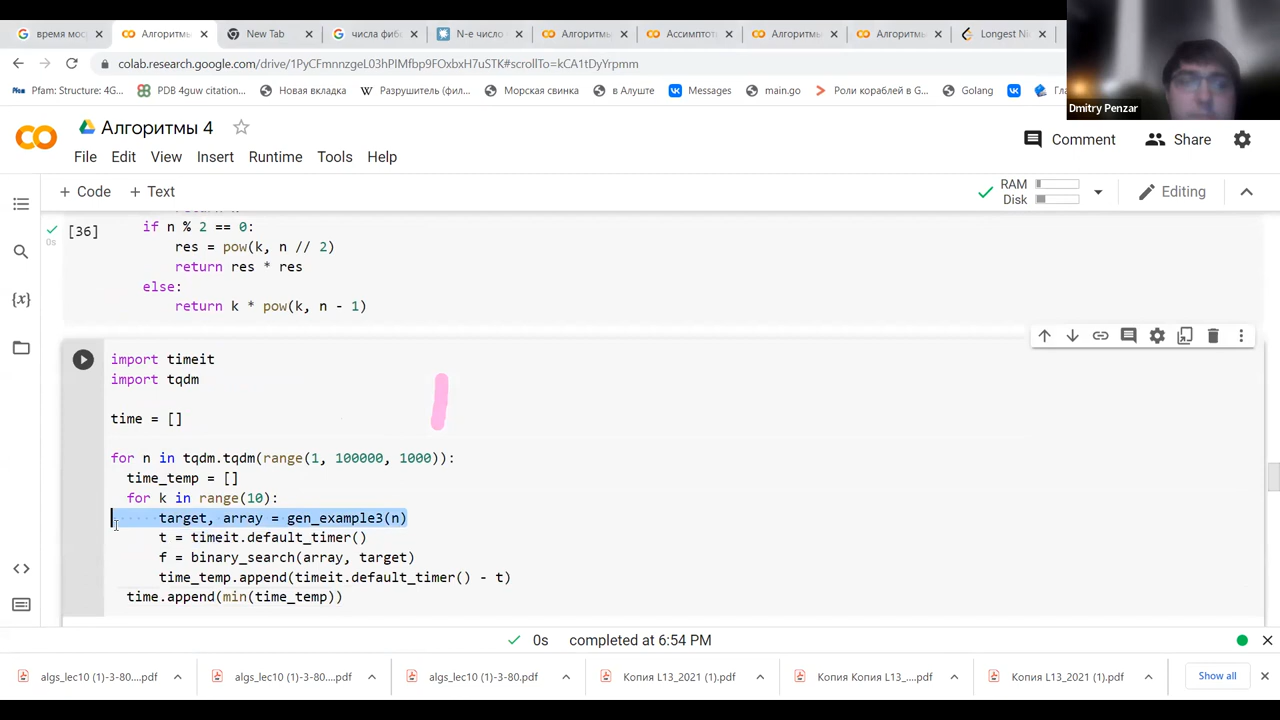 время мос
Алгоритмы
New Tab
числа фибо
N-е число п
Алгоритмы
Ассимптот
Алгоритмы
Алгоритмы
Longest Ni
colab.research.google.com/drive/1PyCFmnnzgeL03hPIMfbp9FOxbxH7uSTK#scrollTo=kCA1tDyYrpmm
Pfam: Structure: 4G...
PDB 4guw citation...
Новая вкладка
Разрушитель (фил...
Морская свинка
в Алуште
Messages
main.go
Роли кораблей в G...
Golang
Dmitry Penzar
Алгоритмы 4
Comment
Share
File Edit View Insert Runtime Tools Help
+ Code + Text
RAM
Disk
Editing
[36]
0s
if n % 2 == 0:
res = pow(k, n // 2)
return res * res
else:
return k * pow(k, n - 1)
import timeit
import tqdm
time = []
for n in tqdm.tqdm(range(1, 100000, 1000)):
time_temp = []
for k in range(10):
target, array = gen_example3(n)
t = timeit.default_timer()
f = binary_search(array, target)
time_temp.append(timeit.default_timer() - t)
time.append(min(time_temp))
0s completed at 6:54 PM
algs_lec10 (1)-3-80....pdf
algs_lec10 (1)-3-80....pdf
algs_lec10 (1)-3-80.pdf
Копия L13_2021 (1).pdf
Копия Копия L13_....pdf
Копия L13_2021 (1).pdf
Show all